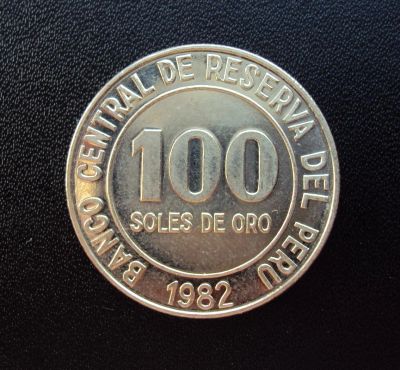 BANCO CENTRAL DE RESERVA DEL PERU
100
SOLES DE ORO
1982